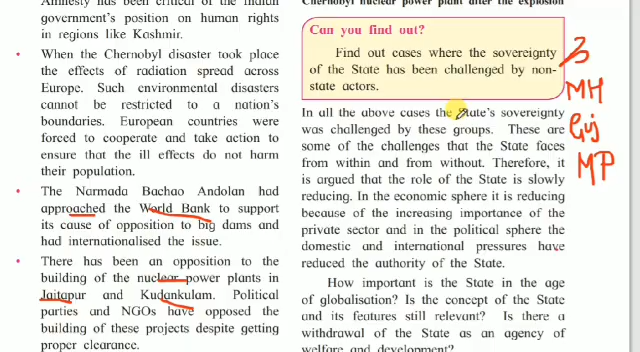 Amnesty has been critical of the Indian
government's position on human rights
in regions like Kashmir.
• When the Chernobyl disaster took place
the effects of radiation spread across
Europe. Such environmental disasters
cannot be restricted to a nation's
boundaries. European countries were
forced to cooperate and take action to
ensure that the ill effects do not harm
their population.
• The Narmada Bachao Andolan had
approached the World Bank to support
its cause of opposition to big dams and
had internationalised the issue.
• There has been an opposition to the
building of the nuclear power plants in
Jaitapur and Kudankulam. Political
parties and NGOs have opposed the
building of these projects despite getting
proper clearance.
Chernobyl nuclear power plant after the explosion
Can you find out?
Find out cases where the sovereignty
of the State has been challenged by non-
state actors.
In all the above cases the State's sovereignty
was challenged by these groups. These are
some of the challenges that the State faces
from within and from without. Therefore, it
is argued that the role of the State is slowly
reducing. In the economic sphere it is reducing
because of the increasing importance of the
private sector and in the political sphere the
domestic and international pressures have
reduced the authority of the State.
How important is the State in the age
of globalisation? Is the concept of the State
and its features still relevant? Is there a
withdrawal of the State as an agency of
welfare and development?
3
MH
Guj
MP